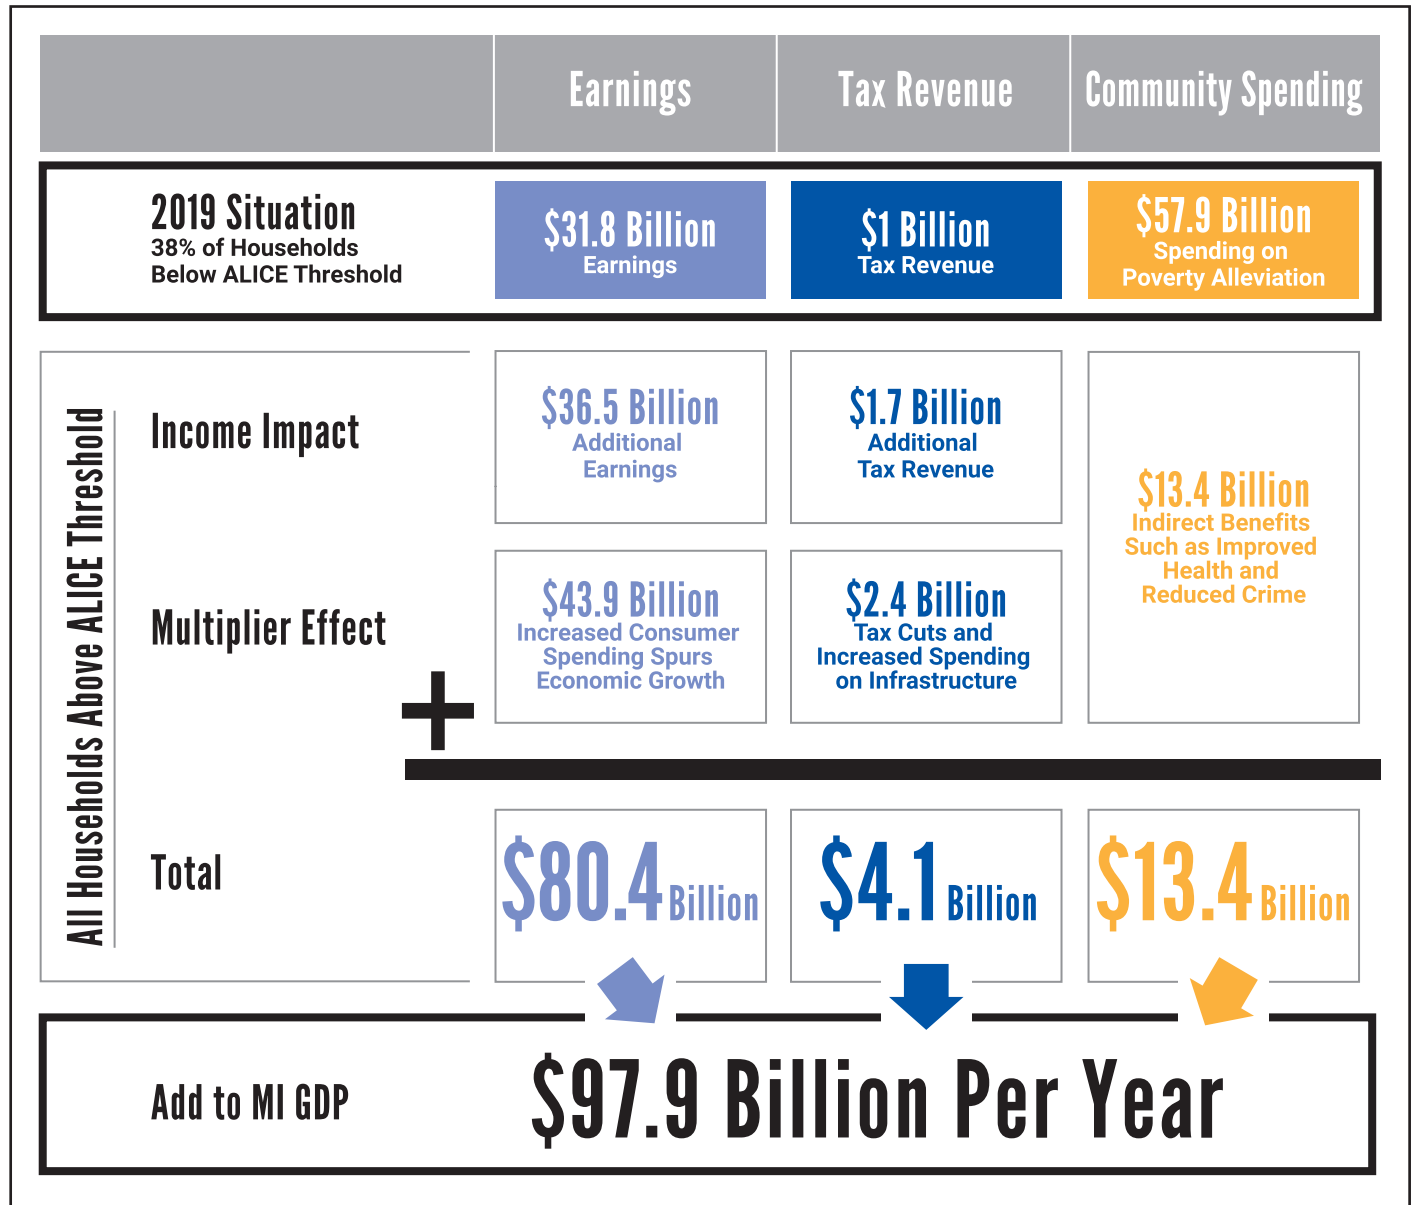 Earnings
Tax Revenue
Community Spending
2019 Situation
38% of Households
Below ALICE Threshold
$31.8 Billion
Earnings
$1 Billion
Tax Revenue
$57.9 Billion
Spending on
Poverty Alleviation
All Households Above ALICE Threshold
Income Impact
$36.5 Billion
Additional
Earnings
$1.7 Billion
Additional
Tax Revenue
$13.4 Billion
Indirect Benefits
Such as Improved
Health and
Reduced Crime
Multiplier Effect
$43.9 Billion
Increased Consumer
Spending Spurs
Economic Growth
$2.4 Billion
Tax Cuts and
Increased Spending
on Infrastructure
+
Total
$80.4 Billion
$4.1 Billion
$13.4 Billion
Add to MI GDP
$97.9 Billion Per Year